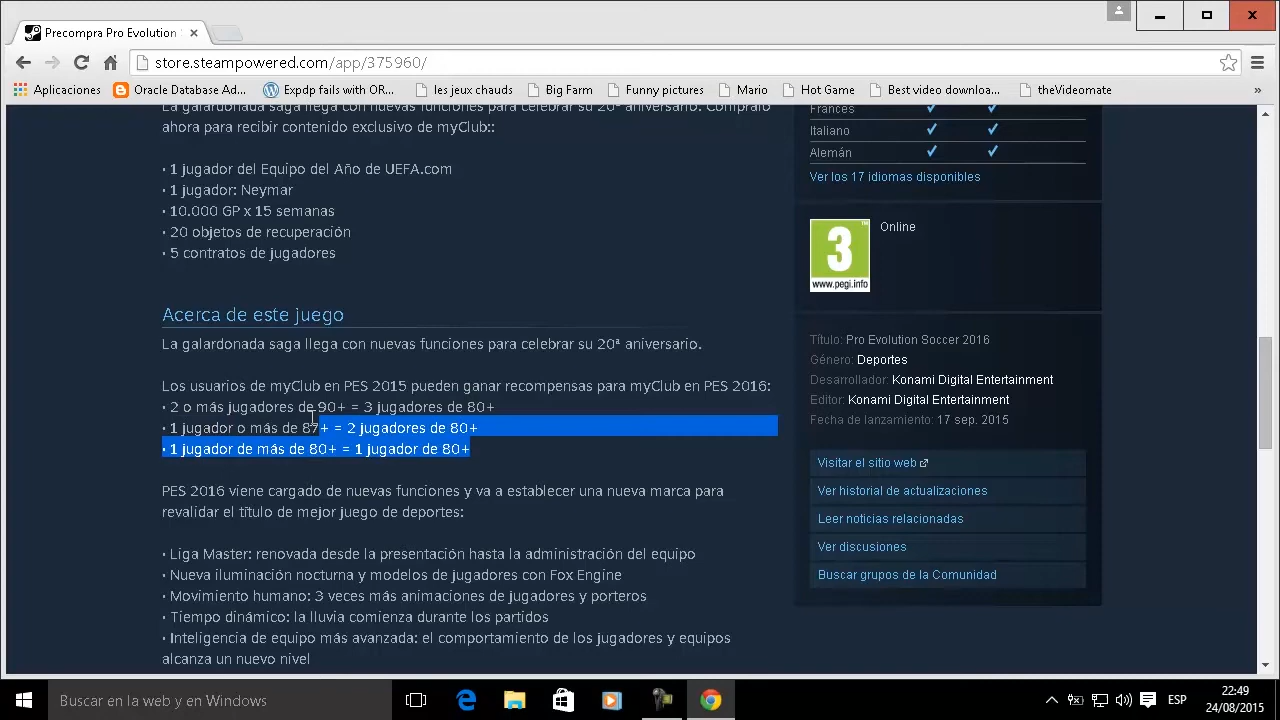 Precompra Pro Evolution
store.steampowered.com/app/375960/
Aplicaciones
Oracle Database Ad...
Expdp fails with OR...
les jeux chauds
Big Farm
Funny pictures
Mario
Hot Game
Best video downloa...
theVideomate
»
La galardonada saga llega con nuevas funciones para celebrar su 20º aniversario. Cómpralo
ahora para recibir contenido exclusivo de myClub::
• 1 jugador del Equipo del Año de UEFA.com
• 1 jugador: Neymar
• 10.000 GP x 15 semanas
• 20 objetos de recuperación
• 5 contratos de jugadores
Acerca de este juego
La galardonada saga llega con nuevas funciones para celebrar su 20ª aniversario.
Los usuarios de myClub en PES 2015 pueden ganar recompensas para myClub en PES 2016:
• 2 o más jugadores de 90+ = 3 jugadores de 80+
• 1 jugador o más de 87+ = 2 jugadores de 80+
• 1 jugador de más de 80+ = 1 jugador de 80+
PES 2016 viene cargado de nuevas funciones y va a establecer una nueva marca para
revalidar el título de mejor juego de deportes:
• Liga Master: renovada desde la presentación hasta la administración del equipo
• Nueva iluminación nocturna y modelos de jugadores con Fox Engine
• Movimiento humano: 3 veces más animaciones de jugadores y porteros
• Tiempo dinámico: la lluvia comienza durante los partidos
• Inteligencia de equipo más avanzada: el comportamiento de los jugadores y equipos
alcanza un nuevo nivel
Francés
Italiano
Alemán
Ver los 17 idiomas disponibles
3
TM
www.pegi.info
Online
Título: Pro Evolution Soccer 2016
Género: Deportes
Desarrollador: Konami Digital Entertainment
Editor: Konami Digital Entertainment
Fecha de lanzamiento: 17 sep. 2015
Visitar el sitio web
Ver historial de actualizaciones
Leer noticias relacionadas
Ver discusiones
Buscar grupos de la Comunidad
Buscar en la web y en Windows
ESP
22:49
24/08/2015